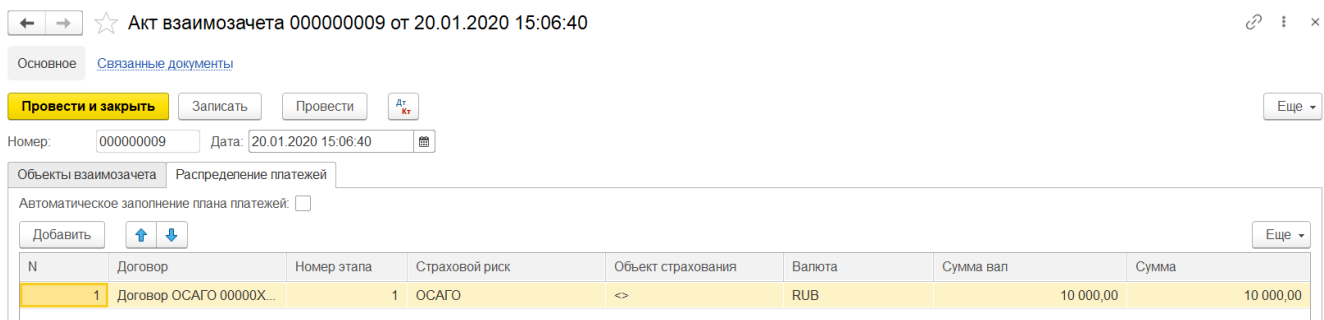 Акт взаимозачета 000000009 от 20.01.2020 15:06:40
Основное Связанные документы
Провести и закрыть Записать Провести Дт Кт Еще
Номер: 000000009 Дата: 20.01.2020 15:06:40
Объекты взаимозачета Распределение платежей
Автоматическое заполнение плана платежей:
Добавить Еще
N Договор Номер этапа Страховой риск Объект страхования Валюта Сумма вал Сумма
1 Договор ОСАГО 00000Х... 1 ОСАГО <> RUB 10 000,00 10 000,00